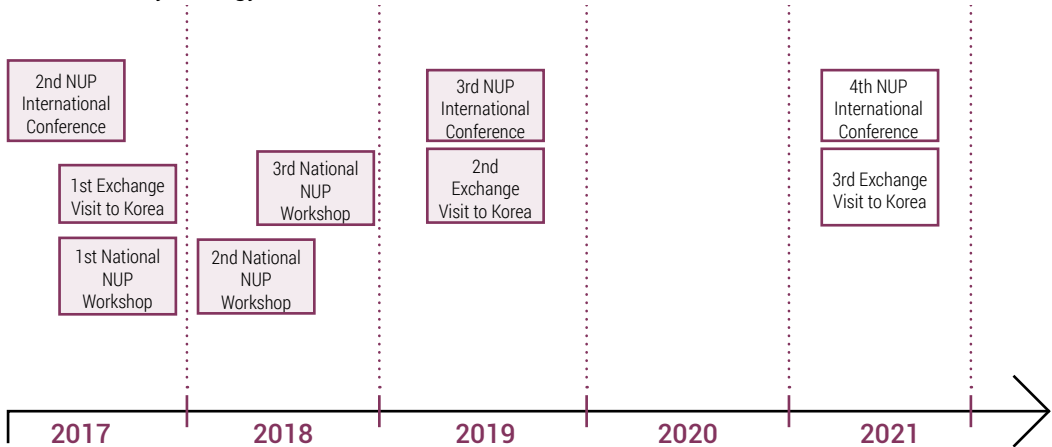 2nd NUP
International
Conference
1st Exchange
Visit to Korea
1st National
NUP
Workshop
3rd National
NUP
Workshop
2nd National
NUP
Workshop
3rd NUP
International
Conference
2nd
Exchange
Visit to Korea
4th NUP
International
Conference
3rd Exchange
Visit to Korea
2017
2018
2019
2020
2021